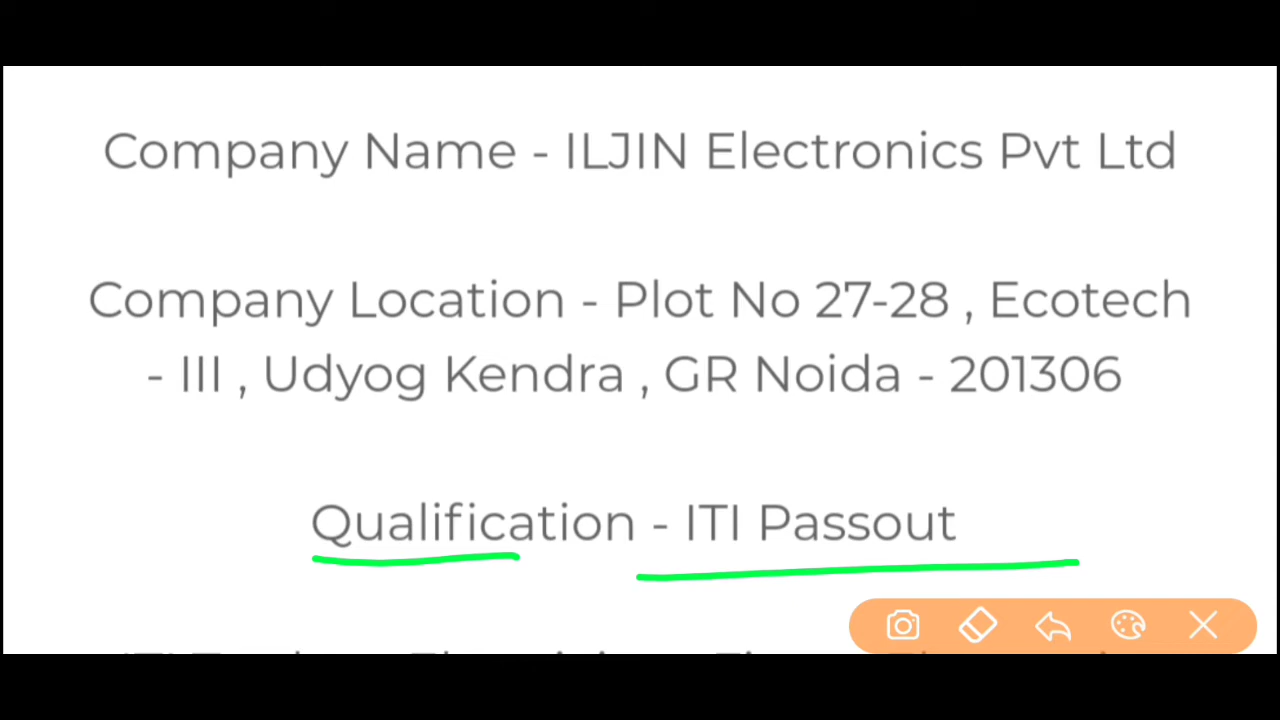 Company Name - ILJIN Electronics Pvt Ltd
Company Location - Plot No 27-28 , Ecotech
- III , Udyog Kendra , GR Noida - 201306
Qualification - ITI Passout